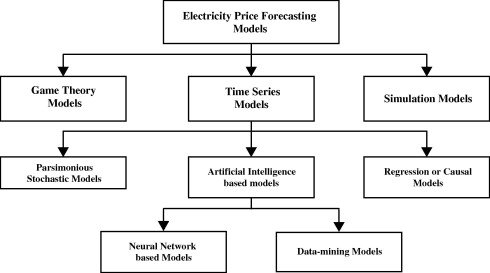 Electricity Price Forecasting
Models
Game Theory
Models
Time Series
Models
Simulation Models
Parsimonious
Stochastic Models
Artificial Intelligence
based models
Regression or Causal
Models
Neural Network
based Models
Data-mining Models